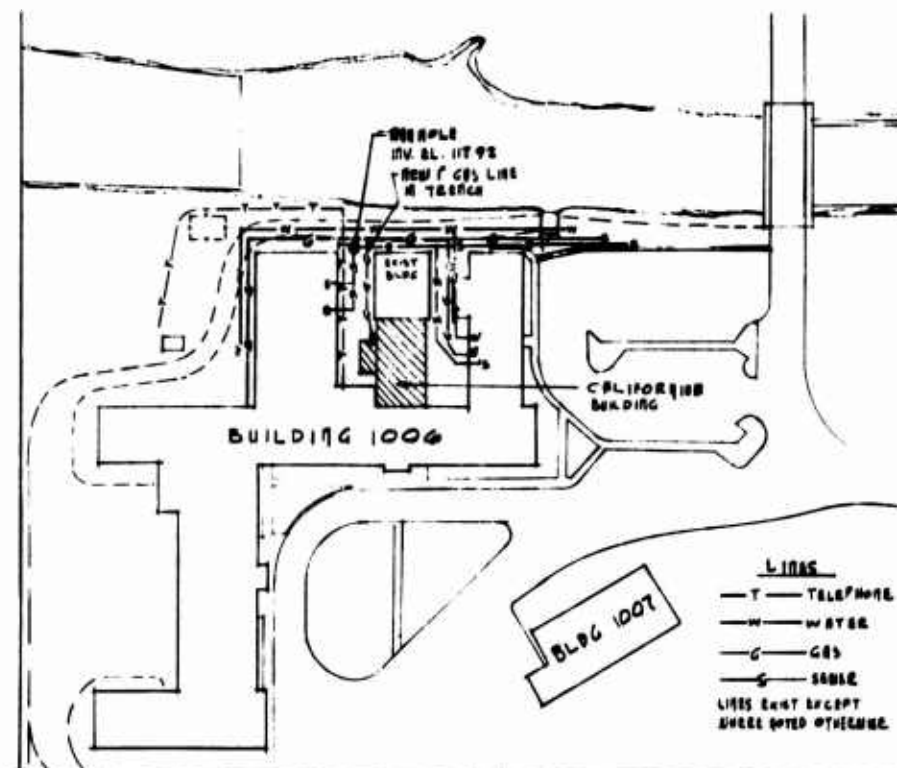 MANHOLE
INV. EL. 117.92
NEW 1" GAS LINE
IN TRENCH
EXIST
BLDG
CALIFORNIA
BUILDING
BUILDING 1006
BLDG 1007
LINES
T TELEPHONE
W WATER
G GAS
S SEWER
LINES EXIST EXCEPT
WHERE NOTED OTHERWISE